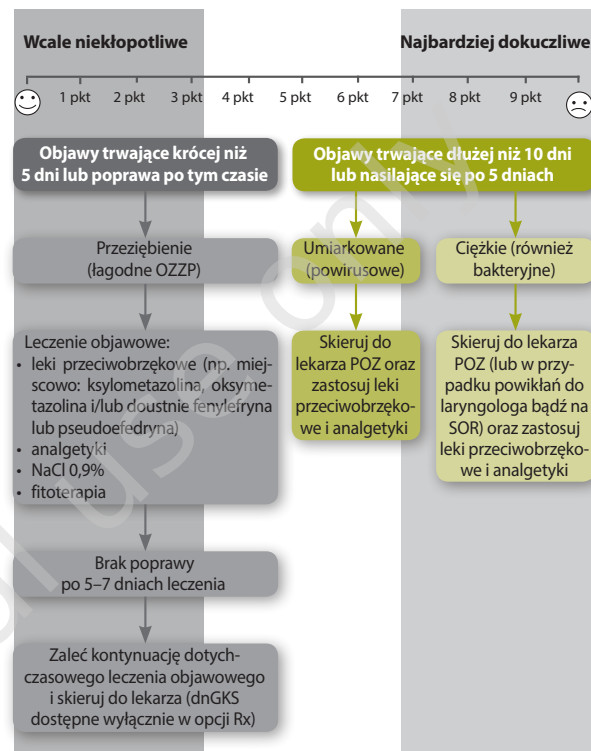 Wcale niekłopotliwe
Najbardziej dokuczliwe
1 pkt 2 pkt 3 pkt 4 pkt 5 pkt 6 pkt 7 pkt 8 pkt 9 pkt
Objawy trwające krócej niż
5 dni lub poprawa po tym czasie
Objawy trwające dłużej niż 10 dni
lub nasilające się po 5 dniach
Przeziębienie
(łagodne OZZP)
Umiarkowane
(powirusowe)
Ciężkie (również
bakteryjne)
Leczenie objawowe:
• leki przeciwobrzękowe (np. miej-
scowo: ksylometazolina, oksyme-
tazolina i/lub doustnie fenylefryna
lub pseudoefedryna)
• analgetyki
• NaCl 0,9%
• fitoterapia
Skieruj do
lekarza POZ oraz
zastosuj leki
przeciwobrzęko-
we i analgetyki
Skieruj do lekarza
POZ (lub w przy-
padku powikłań do
laryngologa bądź na
SOR) oraz zastosuj
leki przeciwobrzęko-
we i analgetyki
Brak poprawy
po 5–7 dniach leczenia
Zaleć kontynuację dotych-
czasowego leczenia objawowego
i skieruj do lekarza (dnGKS
dostępne wyłącznie w opcji Rx)
al use only